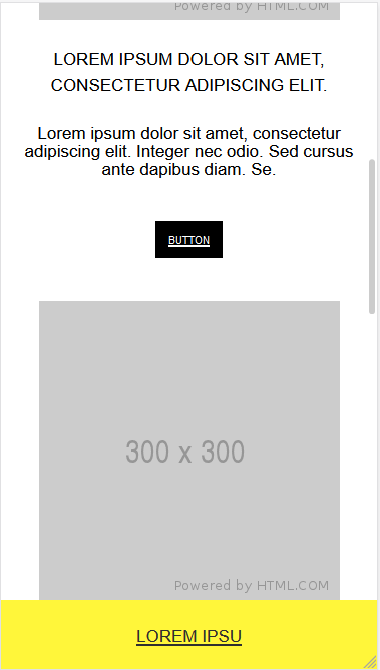 Powered by HTML.COM
LOREM IPSUM DOLOR SIT AMET,
CONSECTETUR ADIPISCING ELIT.
Lorem ipsum dolor sit amet, consectetur
adipiscing elit. Integer nec odio. Sed cursus
ante dapibus diam. Se.
BUTTON
300 x 300
Powered by HTML.COM
LOREM IPSU